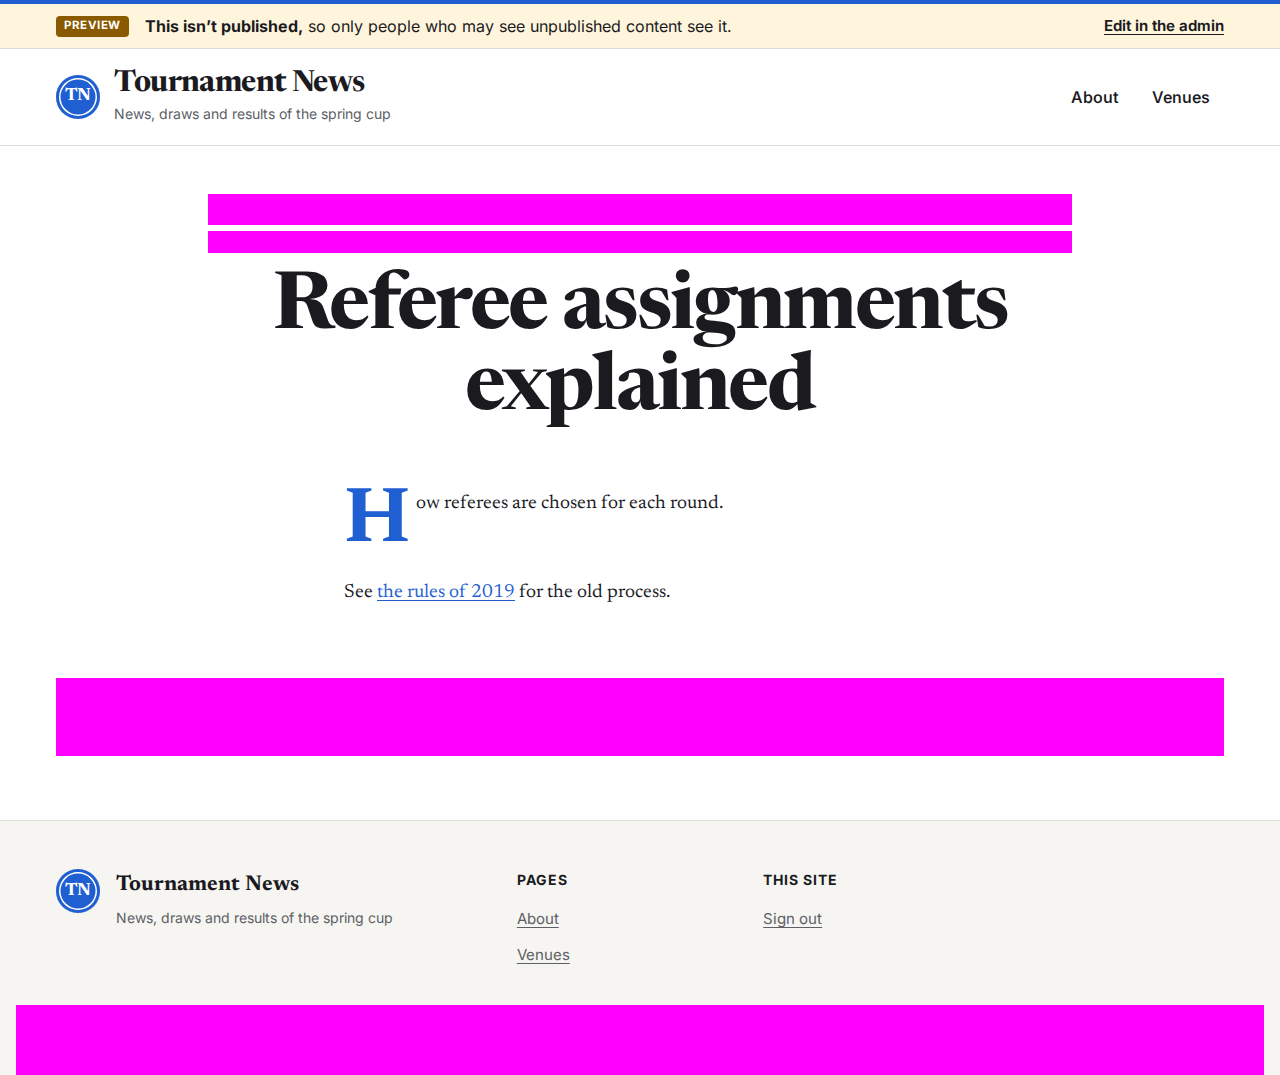 PREVIEW This isn’t published, so only people who may see unpublished content see it. Edit in the admin
TN Tournament News
News, draws and results of the spring cup
About Venues
Referee assignments
explained
How referees are chosen for each round.
See the rules of 2019 for the old process.
TN Tournament News
News, draws and results of the spring cup
PAGES
About
Venues
THIS SITE
Sign out